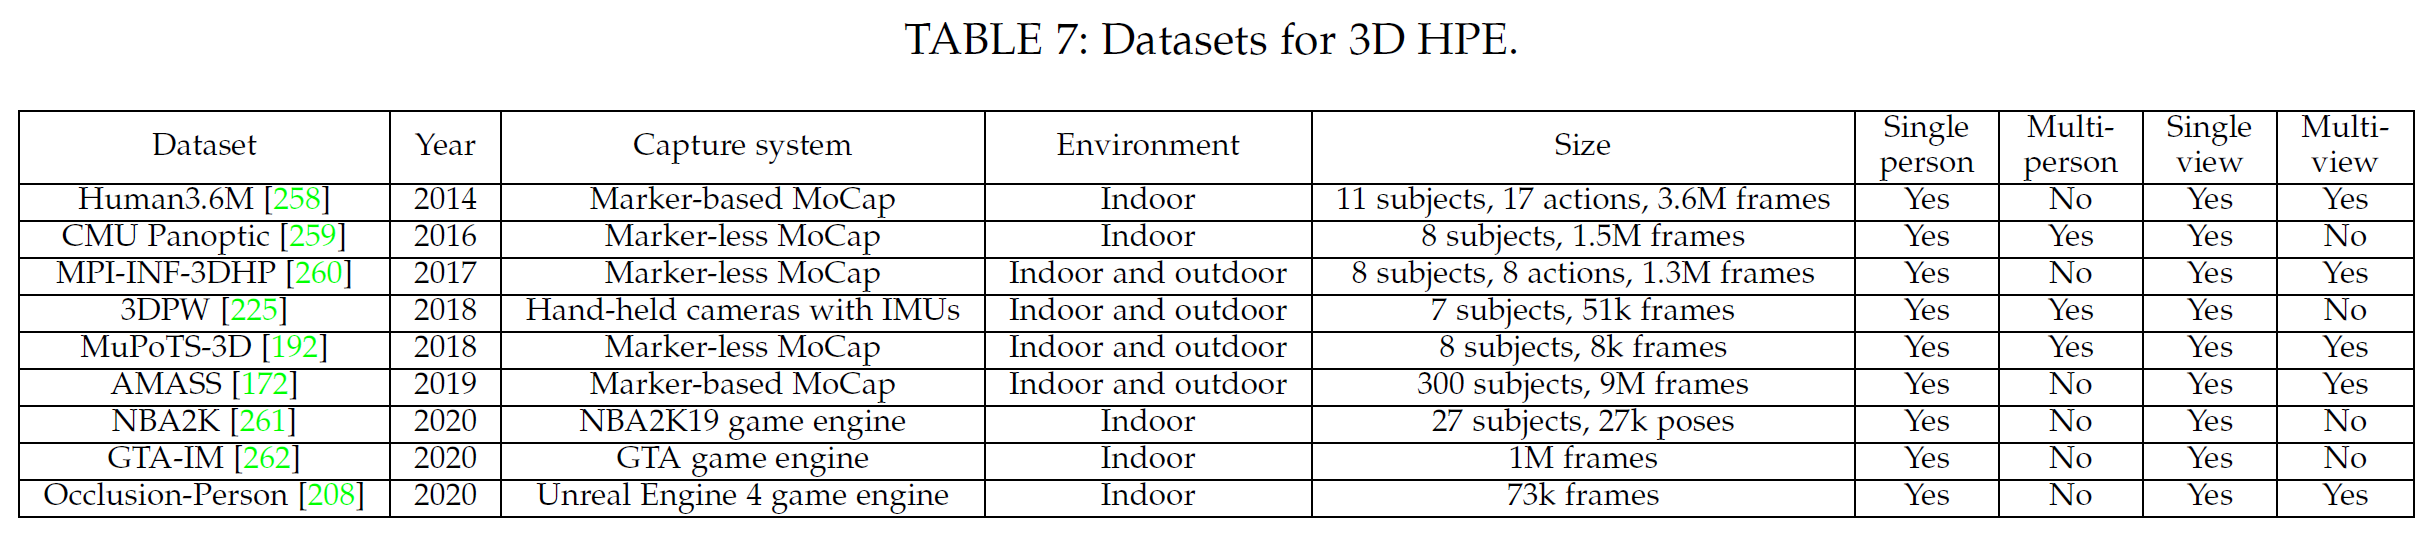 TABLE 7: Datasets for 3D HPE.
Dataset Year Capture system Environment Size Single person Multi-person Single view Multi-view
Human3.6M [258] 2014 Marker-based MoCap Indoor 11 subjects, 17 actions, 3.6M frames Yes No Yes Yes
CMU Panoptic [259] 2016 Marker-less MoCap Indoor 8 subjects, 1.5M frames Yes Yes Yes No
MPI-INF-3DHP [260] 2017 Marker-less MoCap Indoor and outdoor 8 subjects, 8 actions, 1.3M frames Yes No Yes Yes
3DPW [225] 2018 Hand-held cameras with IMUs Indoor and outdoor 7 subjects, 51k frames Yes Yes Yes No
MuPoTS-3D [192] 2018 Marker-less MoCap Indoor and outdoor 8 subjects, 8k frames Yes Yes Yes Yes
AMASS [172] 2019 Marker-based MoCap Indoor and outdoor 300 subjects, 9M frames Yes No Yes Yes
NBA2K [261] 2020 NBA2K19 game engine Indoor 27 subjects, 27k poses Yes No Yes No
GTA-IM [262] 2020 GTA game engine Indoor 1M frames Yes No Yes No
Occlusion-Person [208] 2020 Unreal Engine 4 game engine Indoor 73k frames Yes No Yes Yes